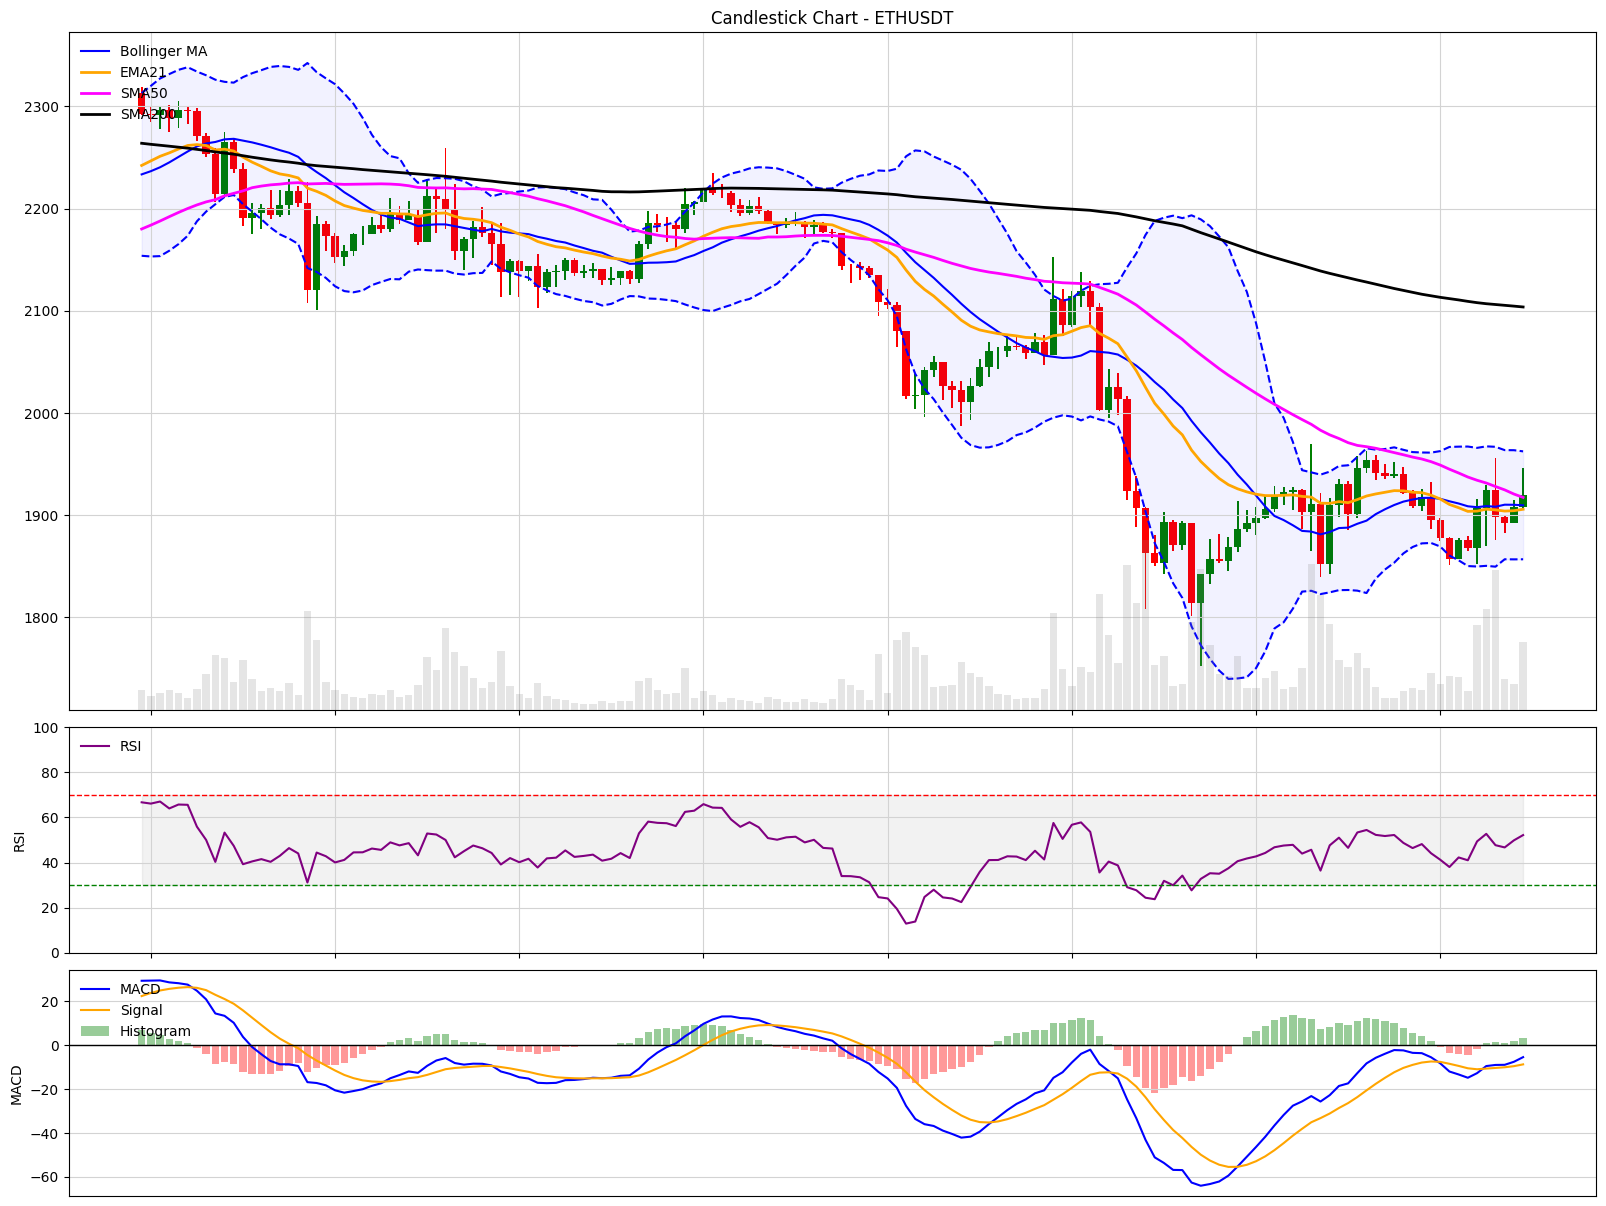 Candlestick Chart - ETHUSDT
Bollinger MA
EMA21
SMA50
SMA200
2300
2200
2100
2000
1900
1800
RSI
100
80
60
40
20
0
RSI
MACD
Signal
Histogram
20
0
−20
−40
−60
MACD